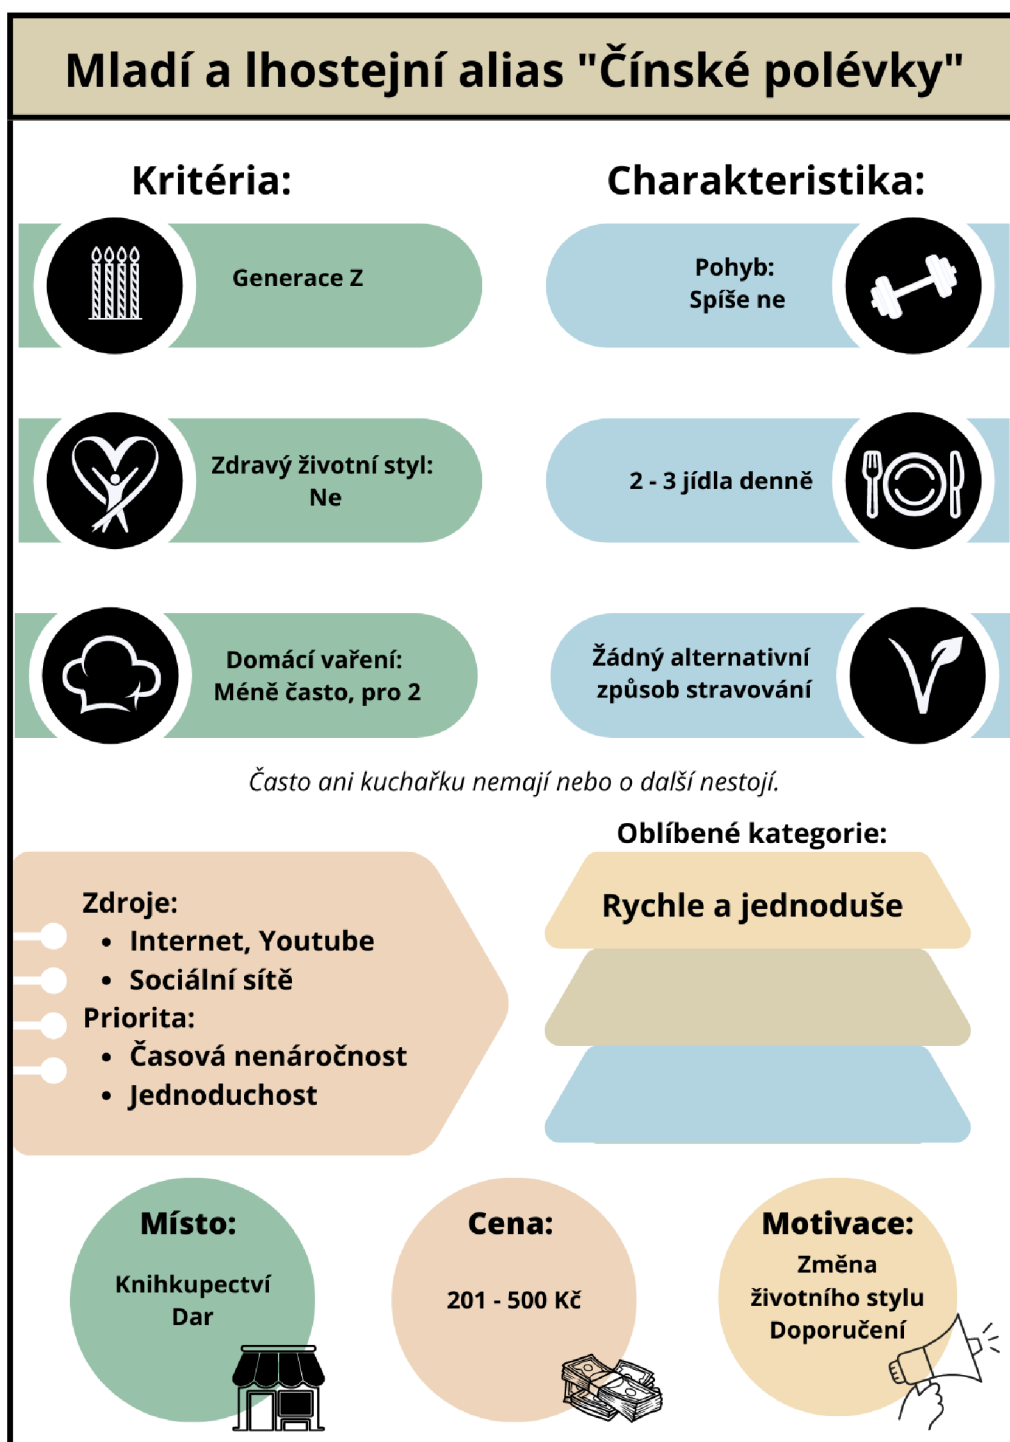 Mladí a lhostejní alias "Čínské polévky"
Kritéria:
Generace Z
Zdravý životní styl:
Ne
Domácí vaření:
Méně často, pro 2
Charakteristika:
Pohyb:
Spíše ne
2 - 3 jídla denně
Žádný alternativní
způsob stravování
Často ani kuchařku nemají nebo o další nestojí.
Zdroje:
• Internet, Youtube
• Sociální sítě
Priorita:
• Časová nenáročnost
• Jednoduchost
Oblíbené kategorie:
Rychle a jednoduše
Místo:
Knihkupectví
Dar
Cena:
201 - 500 Kč
Motivace:
Změna
životního stylu
Doporučení